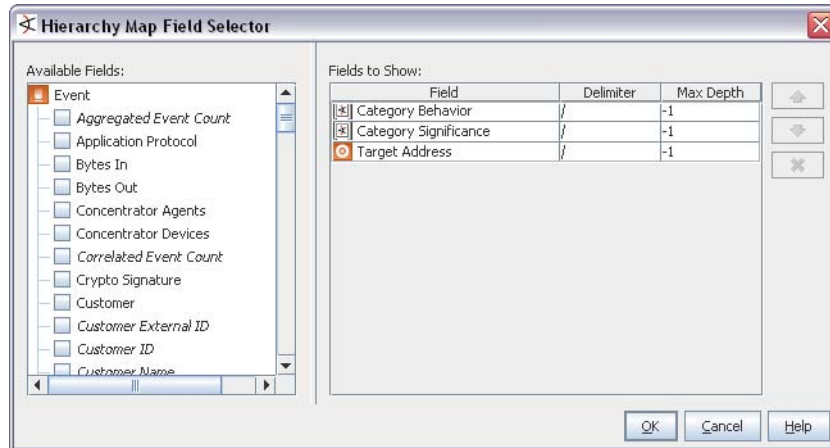 Hierarchy Map Field Selector
Available Fields:
Event
Aggregated Event Count
Application Protocol
Bytes In
Bytes Out
Concentrator Agents
Concentrator Devices
Correlated Event Count
Crypto Signature
Customer
Customer External ID
Customer ID
Customer Name
Fields to Show:
Field Delimiter Max Depth
Category Behavior / -1
Category Significance / -1
Target Address / -1
OK Cancel Help